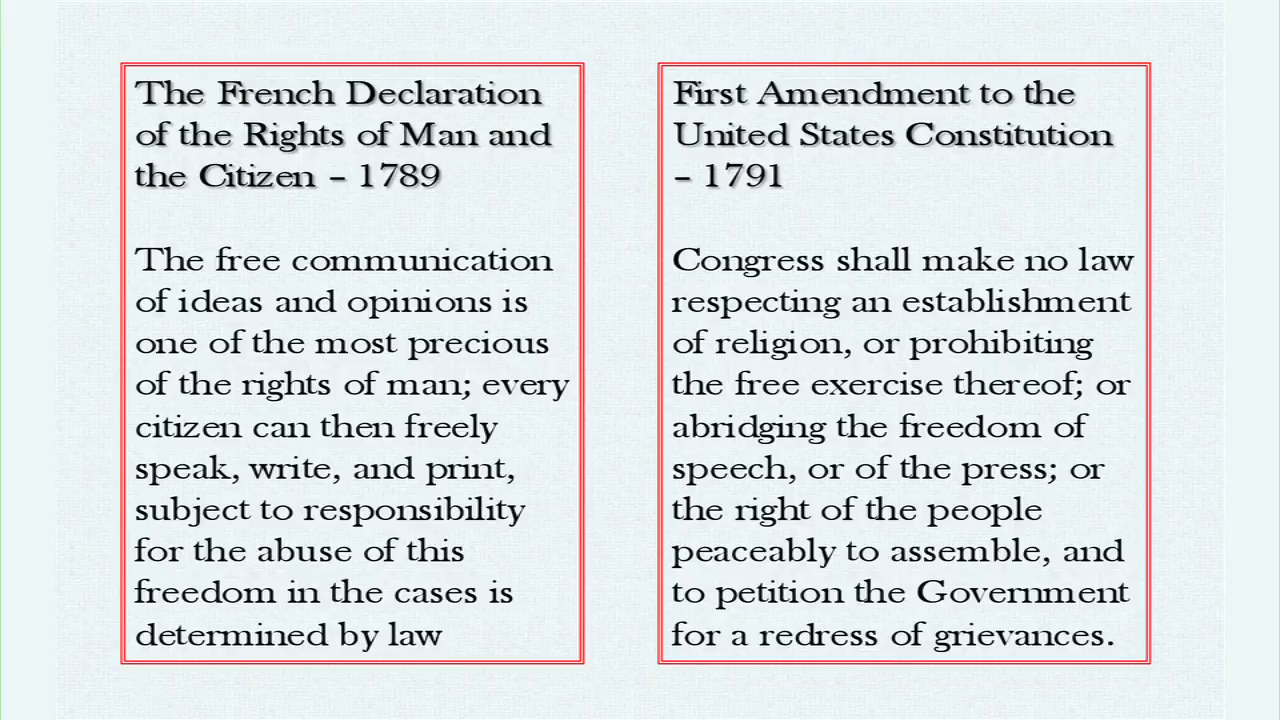 The French Declaration
of the Rights of Man and
the Citizen – 1789
The free communication
of ideas and opinions is
one of the most precious
of the rights of man; every
citizen can then freely
speak, write, and print,
subject to responsibility
for the abuse of this
freedom in the cases is
determined by law
First Amendment to the
United States Constitution
– 1791
Congress shall make no law
respecting an establishment
of religion, or prohibiting
the free exercise thereof; or
abridging the freedom of
speech, or of the press; or
the right of the people
peaceably to assemble, and
to petition the Government
for a redress of grievances.